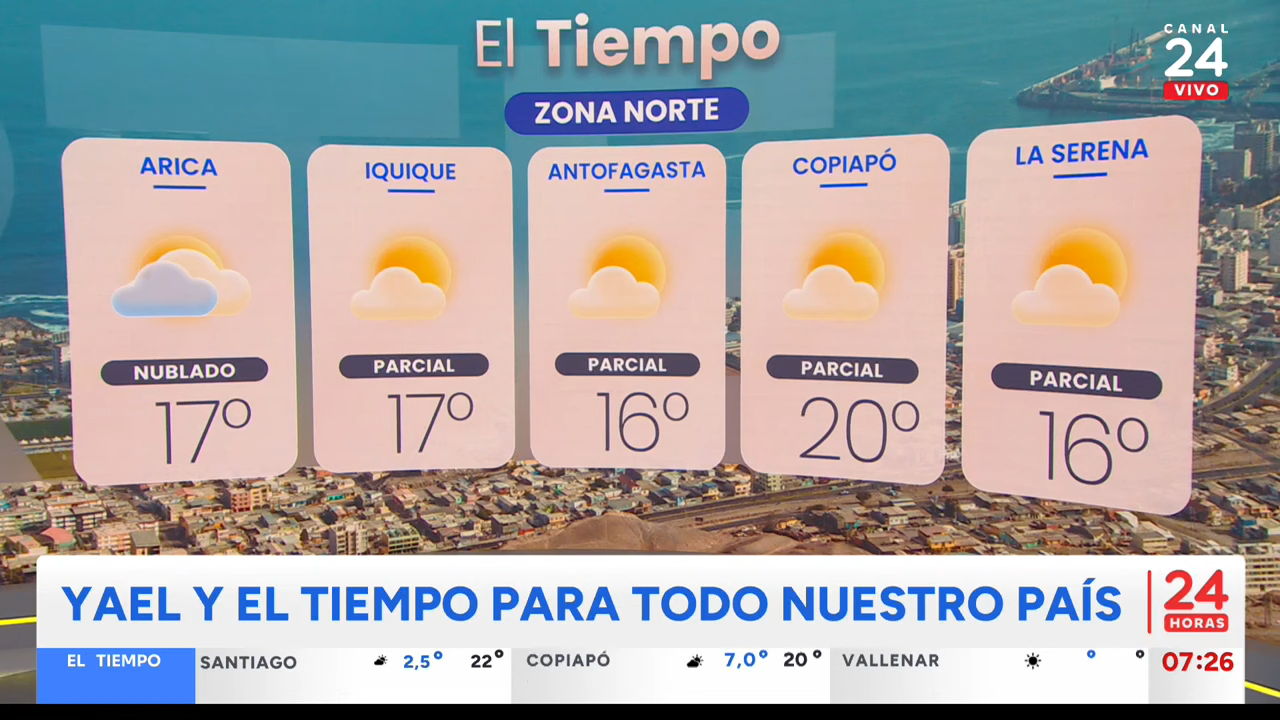 El Tiempo
CANAL
24
VIVO
ZONA NORTE
ARICA
NUBLADO
17°
IQUIQUE
PARCIAL
17°
ANTOFAGASTA
PARCIAL
16°
COPIAPÓ
PARCIAL
20°
LA SERENA
PARCIAL
16°
YAEL Y EL TIEMPO PARA TODO NUESTRO PAÍS
24
HORAS
EL TIEMPO
SANTIAGO 2,5° 22°
COPIAPÓ 7,0° 20°
VALLENAR ° °
07:26